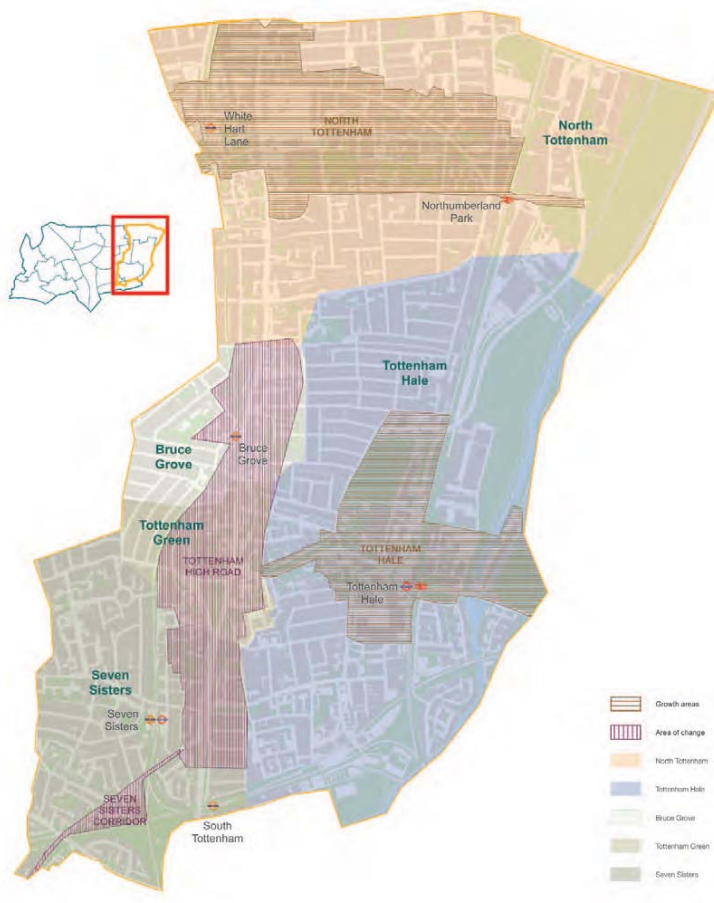 White
Hart
Lane
NORTH
TOTTENHAM
North
Tottenham
Northumberland
Park
Tottenham
Hale
Bruce
Grove
Bruce
Grove
Tottenham
Green
TOTTENHAM
HIGH ROAD
TOTTENHAM
HALE
Tottenham
Hale
Seven
Sisters
Seven
Sisters
SEVEN
SISTERS
CORRIDOR
South
Tottenham
Growth areas
Area of change
North Tottenham
Tottenham Hale
Bruce Grove
Tottenham Green
Seven Sisters